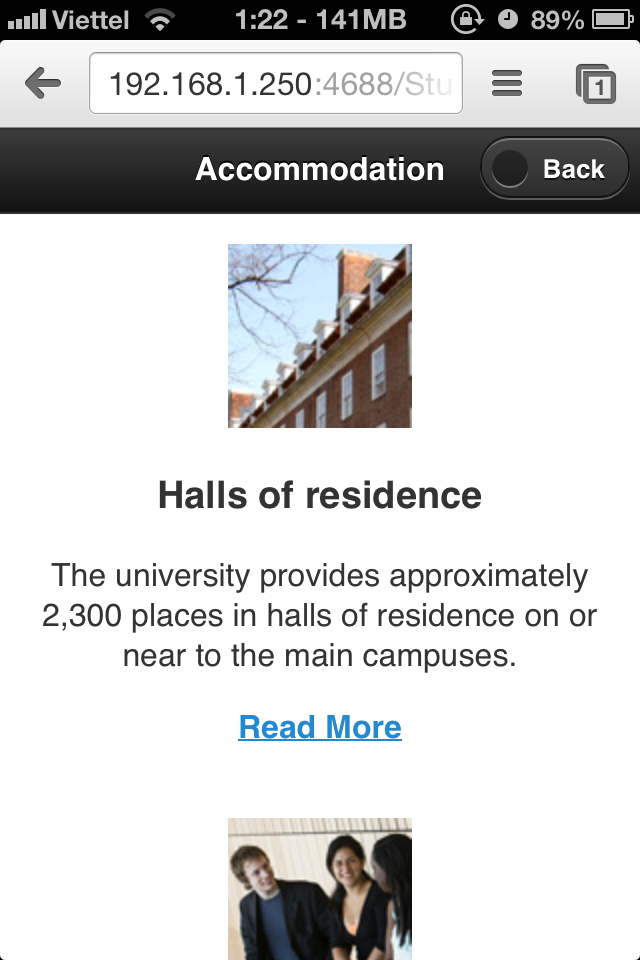 Viettel 1:22 - 141MB 89%
192.168.1.250:4688/Stu
1
Accommodation Back
Halls of residence
The university provides approximately
2,300 places in halls of residence on or
near to the main campuses.
Read More